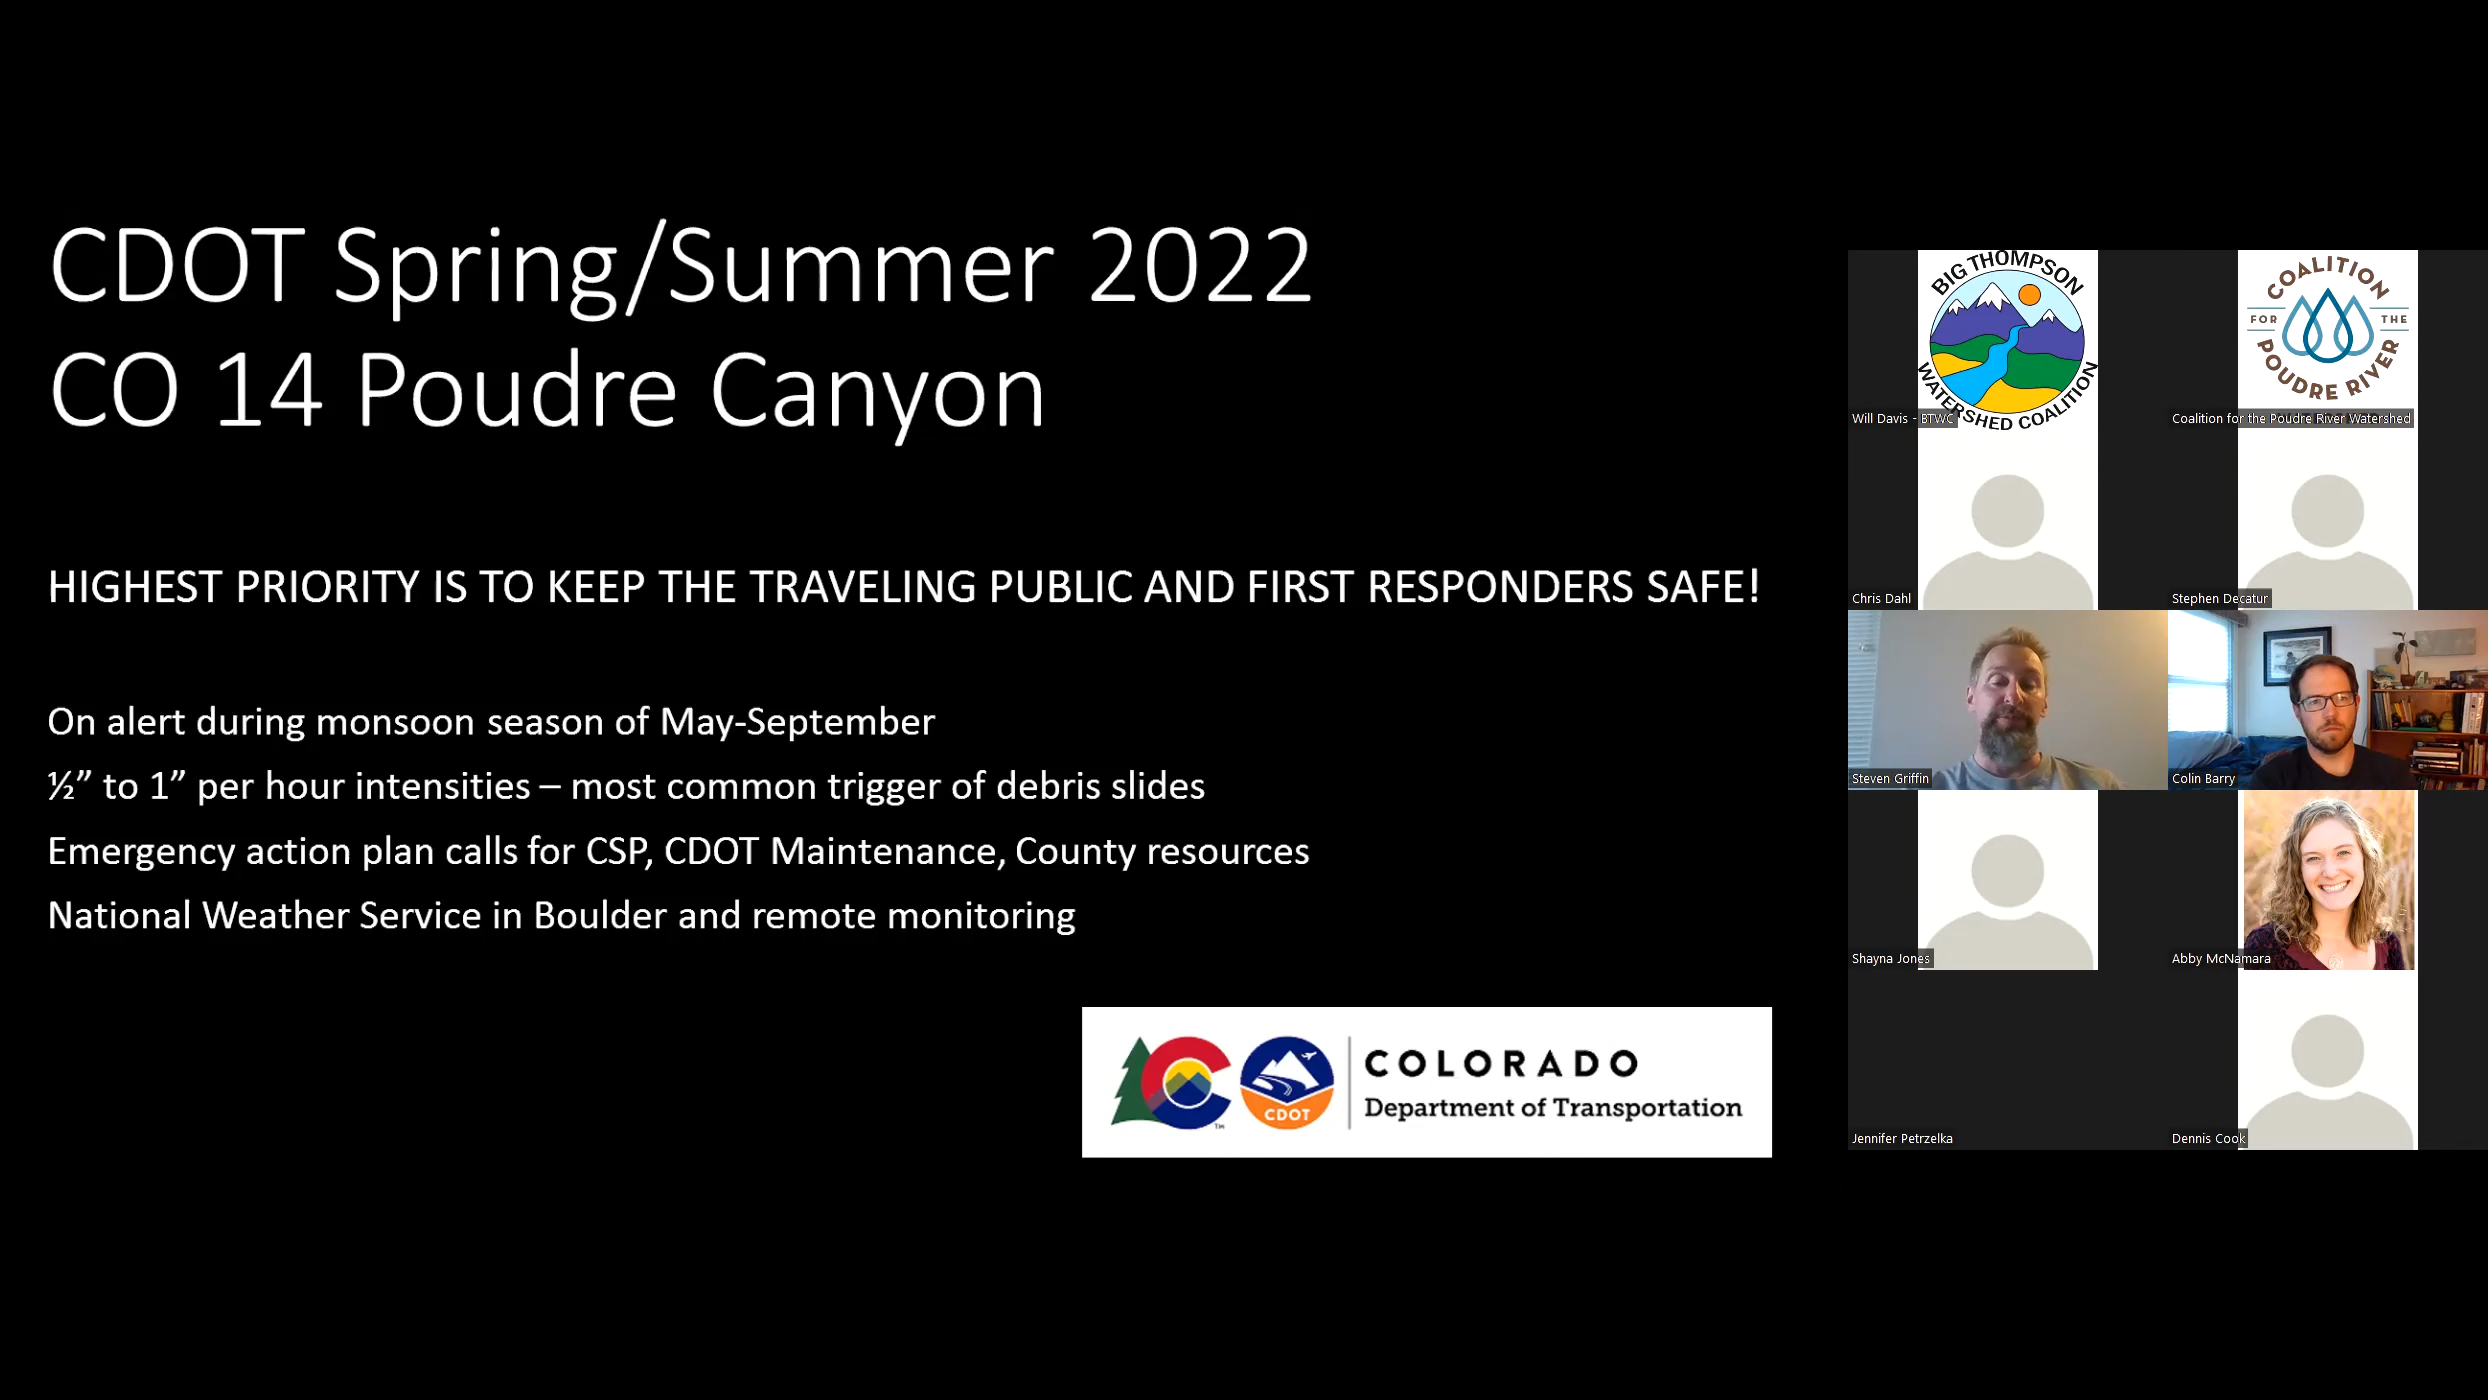 CDOT Spring/Summer 2022
CO 14 Poudre Canyon
HIGHEST PRIORITY IS TO KEEP THE TRAVELING PUBLIC AND FIRST RESPONDERS SAFE!
On alert during monsoon season of May-September
½” to 1” per hour intensities – most common trigger of debris slides
Emergency action plan calls for CSP, CDOT Maintenance, County resources
National Weather Service in Boulder and remote monitoring
CDOT
TM
COLORADO
Department of Transportation
BIG THOMPSON
WATERSHED COALITION
Will Davis - BTWC
COALITION
FOR THE
POUDRE RIVER
Coalition for the Poudre River Watershed
Chris Dahl
Stephen Decatur
Steven Griffin
Colin Barry
Shayna Jones
Abby McNamara
Jennifer Petrzelka
Dennis Cook